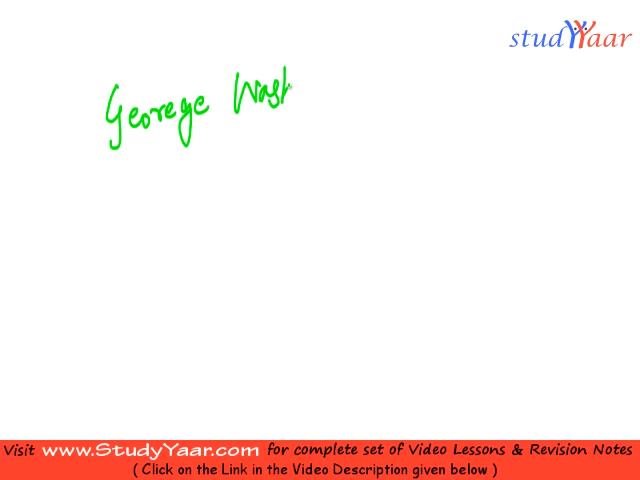 studYYaar
Georege Wash
Visit www.StudyYaar.com for complete set of Video Lessons & Revision Notes
( Click on the Link in the Video Description given below )